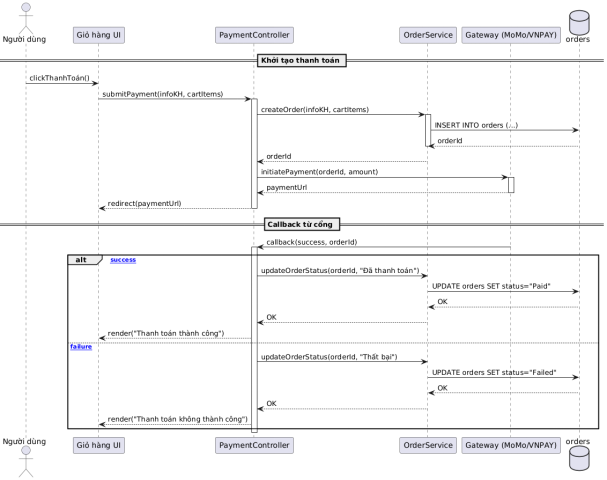 Người dùng
Giỏ hàng UI
PaymentController
OrderService
Gateway (MoMo/VNPAY)
orders
Khởi tạo thanh toán
clickThanhToán()
submitPayment(infoKH, cartItems)
createOrder(infoKH, cartItems)
INSERT INTO orders (...)
orderId
orderId
initiatePayment(orderId, amount)
paymentUrl
redirect(paymentUrl)
Callback từ cổng
callback(success, orderId)
alt
success
updateOrderStatus(orderId, "Đã thanh toán")
UPDATE orders SET status="Paid"
OK
OK
render("Thanh toán thành công")
failure
updateOrderStatus(orderId, "Thất bại")
UPDATE orders SET status="Failed"
OK
OK
render("Thanh toán không thành công")
Người dùng
Giỏ hàng UI
PaymentController
OrderService
Gateway (MoMo/VNPAY)
orders